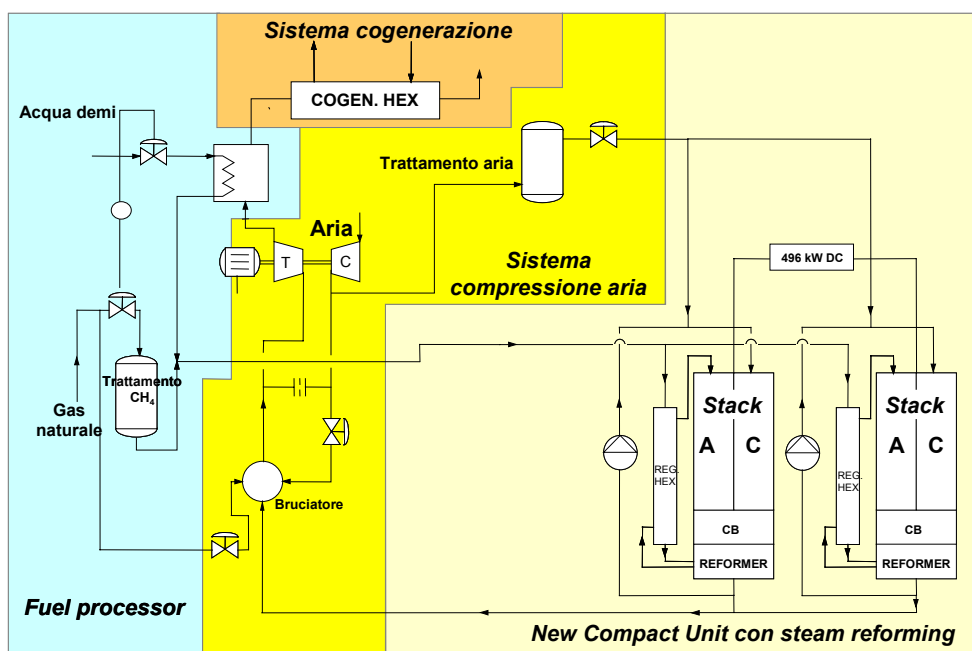 Sistema cogenerazione
COGEN. HEX
Acqua demi
Trattamento aria
Aria
T
C
Sistema
compressione aria
496 kW DC
Trattamento
CH4
Gas
naturale
Bruciatore
REG.
HEX
Stack
A C
CB
REFORMER
REG.
HEX
Stack
A C
CB
REFORMER
Fuel processor
New Compact Unit con steam reforming